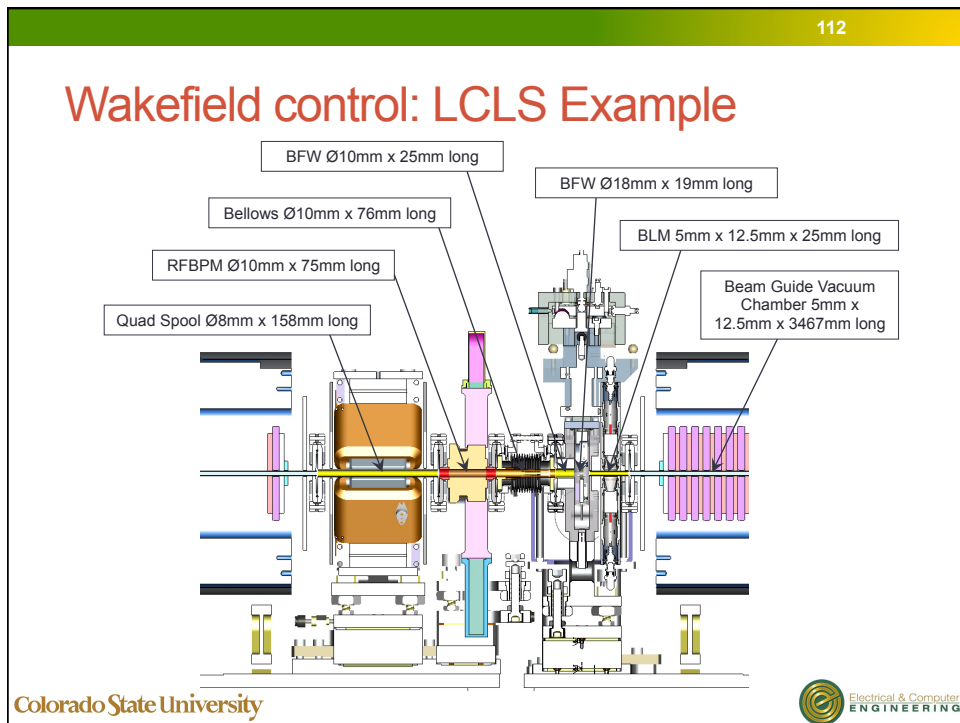 112
Wakefield control: LCLS Example
BFW Ø10mm x 25mm long
BFW Ø18mm x 19mm long
Bellows Ø10mm x 76mm long
BLM 5mm x 12.5mm x 25mm long
RFBPM Ø10mm x 75mm long
Beam Guide Vacuum
Chamber 5mm x
12.5mm x 3467mm long
Quad Spool Ø8mm x 158mm long
Colorado State University
Electrical & Computer
ENGINEERING